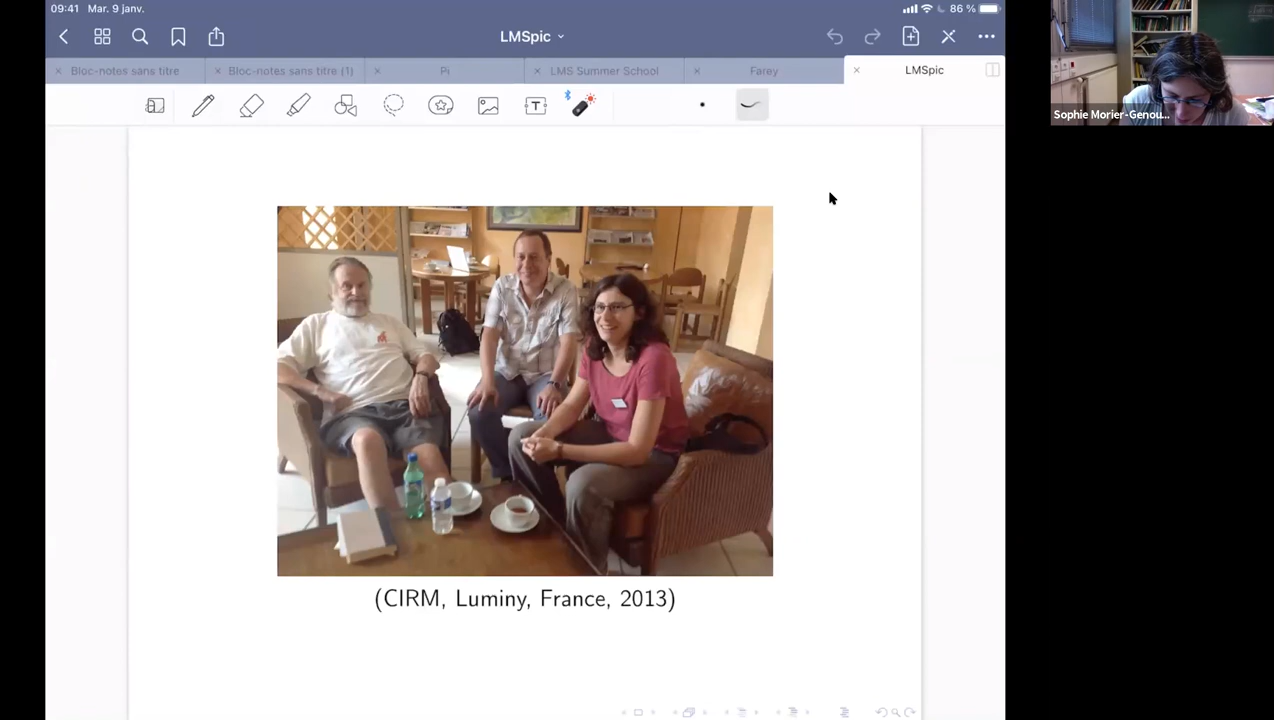 09:41 Mar. 9 janv.
86 %
LMSpic
Bloc-notes sans titre
Bloc-notes sans titre (1)
Pi
LMS Summer School
Farey
LMSpic
T
Sophie Morier-Genou...
(CIRM, Luminy, France, 2013)